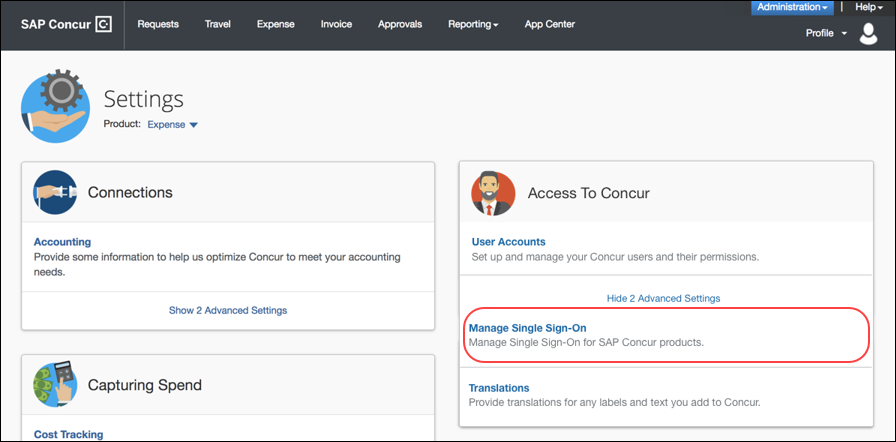 Administration | Help
SAP Concur C Requests Travel Expense Invoice Approvals Reporting App Center
Profile
Settings
Product: Expense
Connections
Accounting
Provide some information to help us optimize Concur to meet your accounting
needs.
Show 2 Advanced Settings
Capturing Spend
Cost Tracking
Access To Concur
User Accounts
Set up and manage your Concur users and their permissions.
Hide 2 Advanced Settings
Manage Single Sign-On
Manage Single Sign-On for SAP Concur products.
Translations
Provide translations for any labels and text you add to Concur.